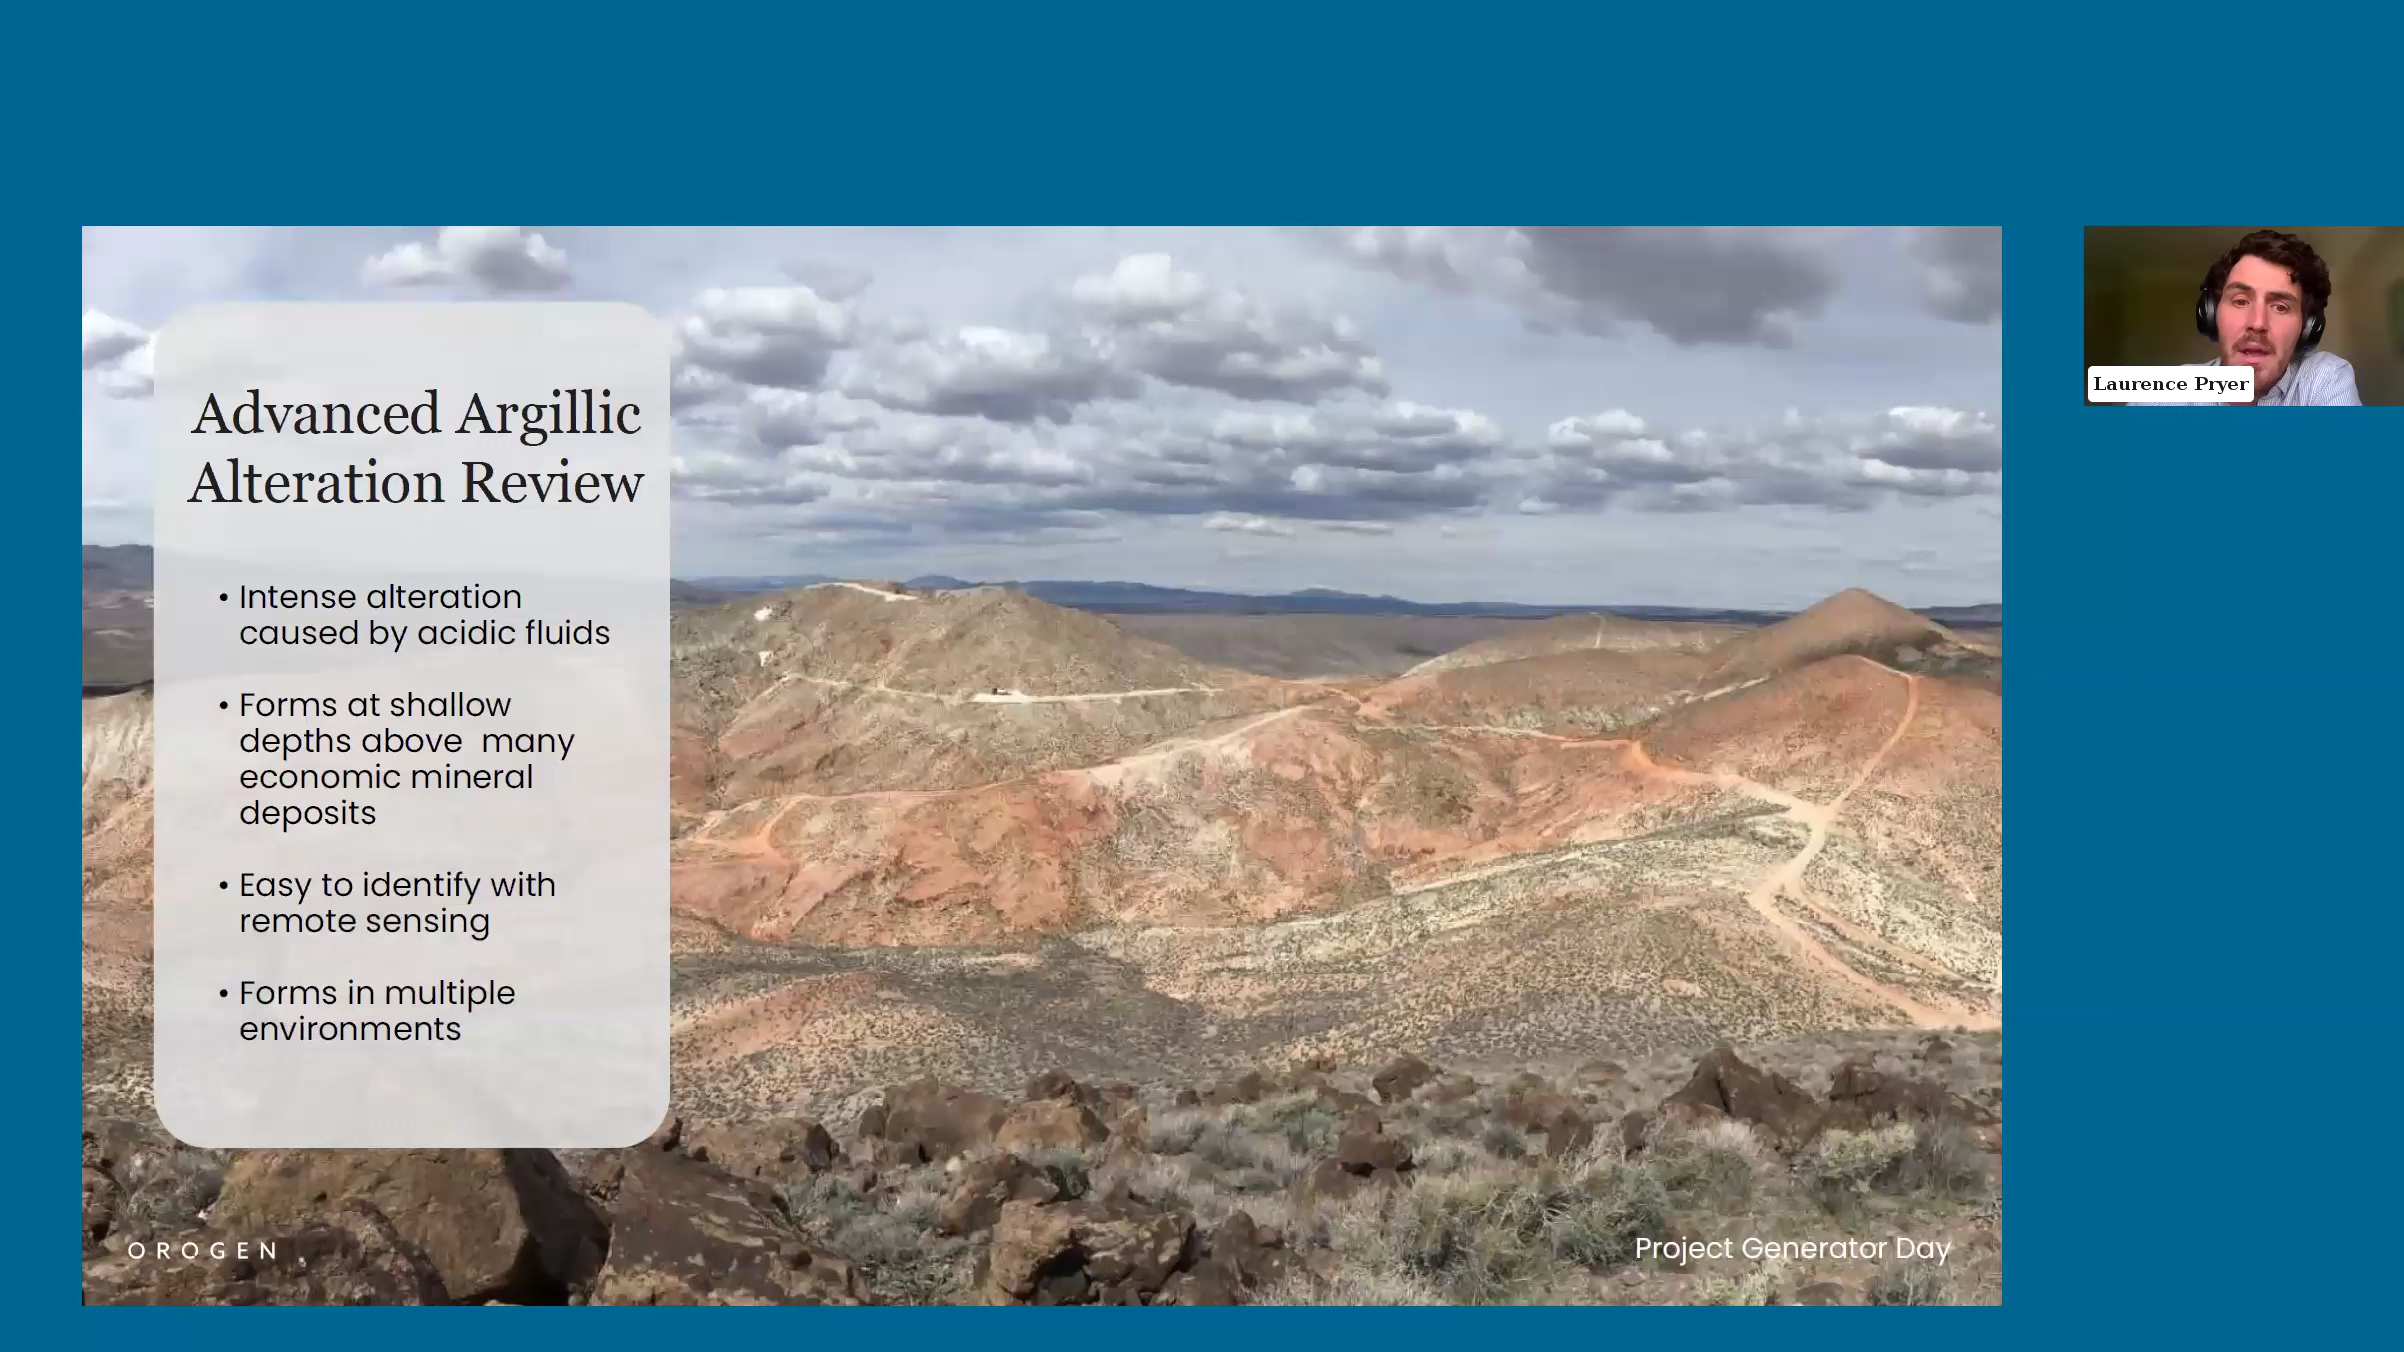 Advanced Argillic
Alteration Review
• Intense alteration
caused by acidic fluids
• Forms at shallow
depths above  many
economic mineral
deposits
• Easy to identify with
remote sensing
• Forms in multiple
environments
OROGEN
Project Generator Day
Laurence Pryer